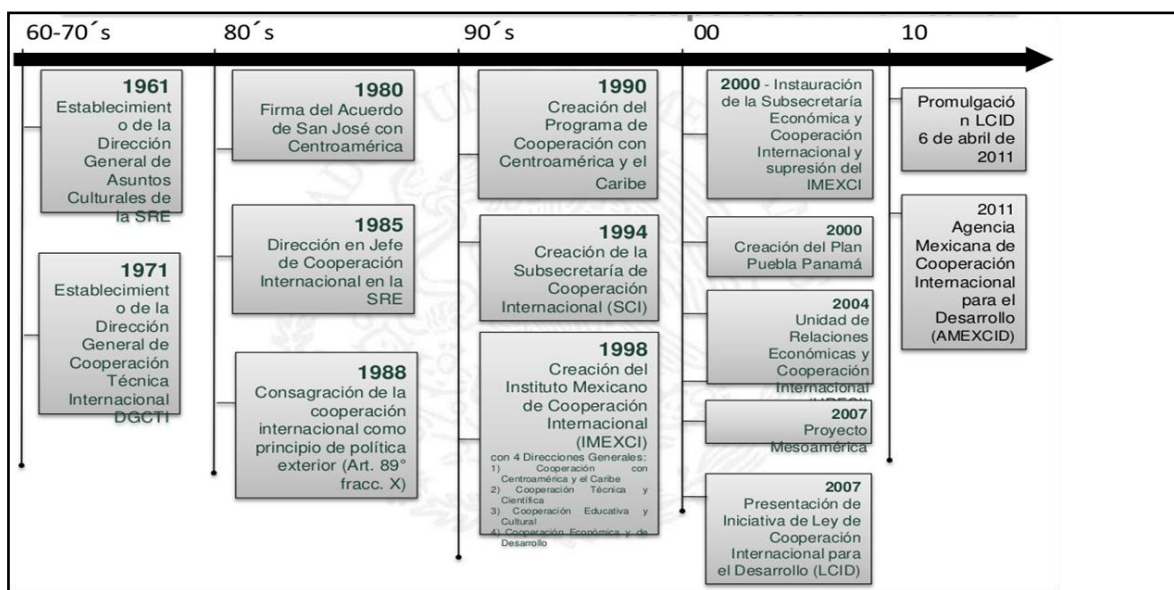 60-70´s
80´s
90´s
00
10
1961
Establecimient
o de la
Dirección
General de
Asuntos
Culturales de
la SRE
1971
Establecimient
o de la
Dirección
General de
Cooperación
Técnica
Internacional
DGCTI
1980
Firma del Acuerdo
de San José con
Centroamérica
1985
Dirección en Jefe
de Cooperación
Internacional en la
SRE
1988
Consagración de la
cooperación
internacional como
principio de política
exterior (Art. 89°
fracc. X)
1990
Creación del
Programa de
Cooperación con
Centroamérica y el
Caribe
1994
Creación de la
Subsecretaría de
Cooperación
Internacional (SCI)
1998
Creación del
Instituto Mexicano
de Cooperación
Internacional
(IMEXCI)
con 4 Direcciones Generales:
1) Cooperación con
Centroamérica y el Caribe
2) Cooperación Técnica y
Científica
3) Cooperación Educativa y
Cultural
4) Cooperación Económica y de
Desarrollo
2000 - Instauración
de la Subsecretaría
Económica y
Cooperación
Internacional y
supresión del
IMEXCI
2000
Creación del Plan
Puebla Panamá
2004
Unidad de
Relaciones
Económicas y
Cooperación
Internacional
2007
Proyecto
Mesoamérica
2007
Presentación de
Iniciativa de Ley de
Cooperación
Internacional para
el Desarrollo (LCID)
Promulgació
n LCID
6 de abril de
2011
2011
Agencia
Mexicana de
Cooperación
Internacional
para el
Desarrollo
(AMEXCID)